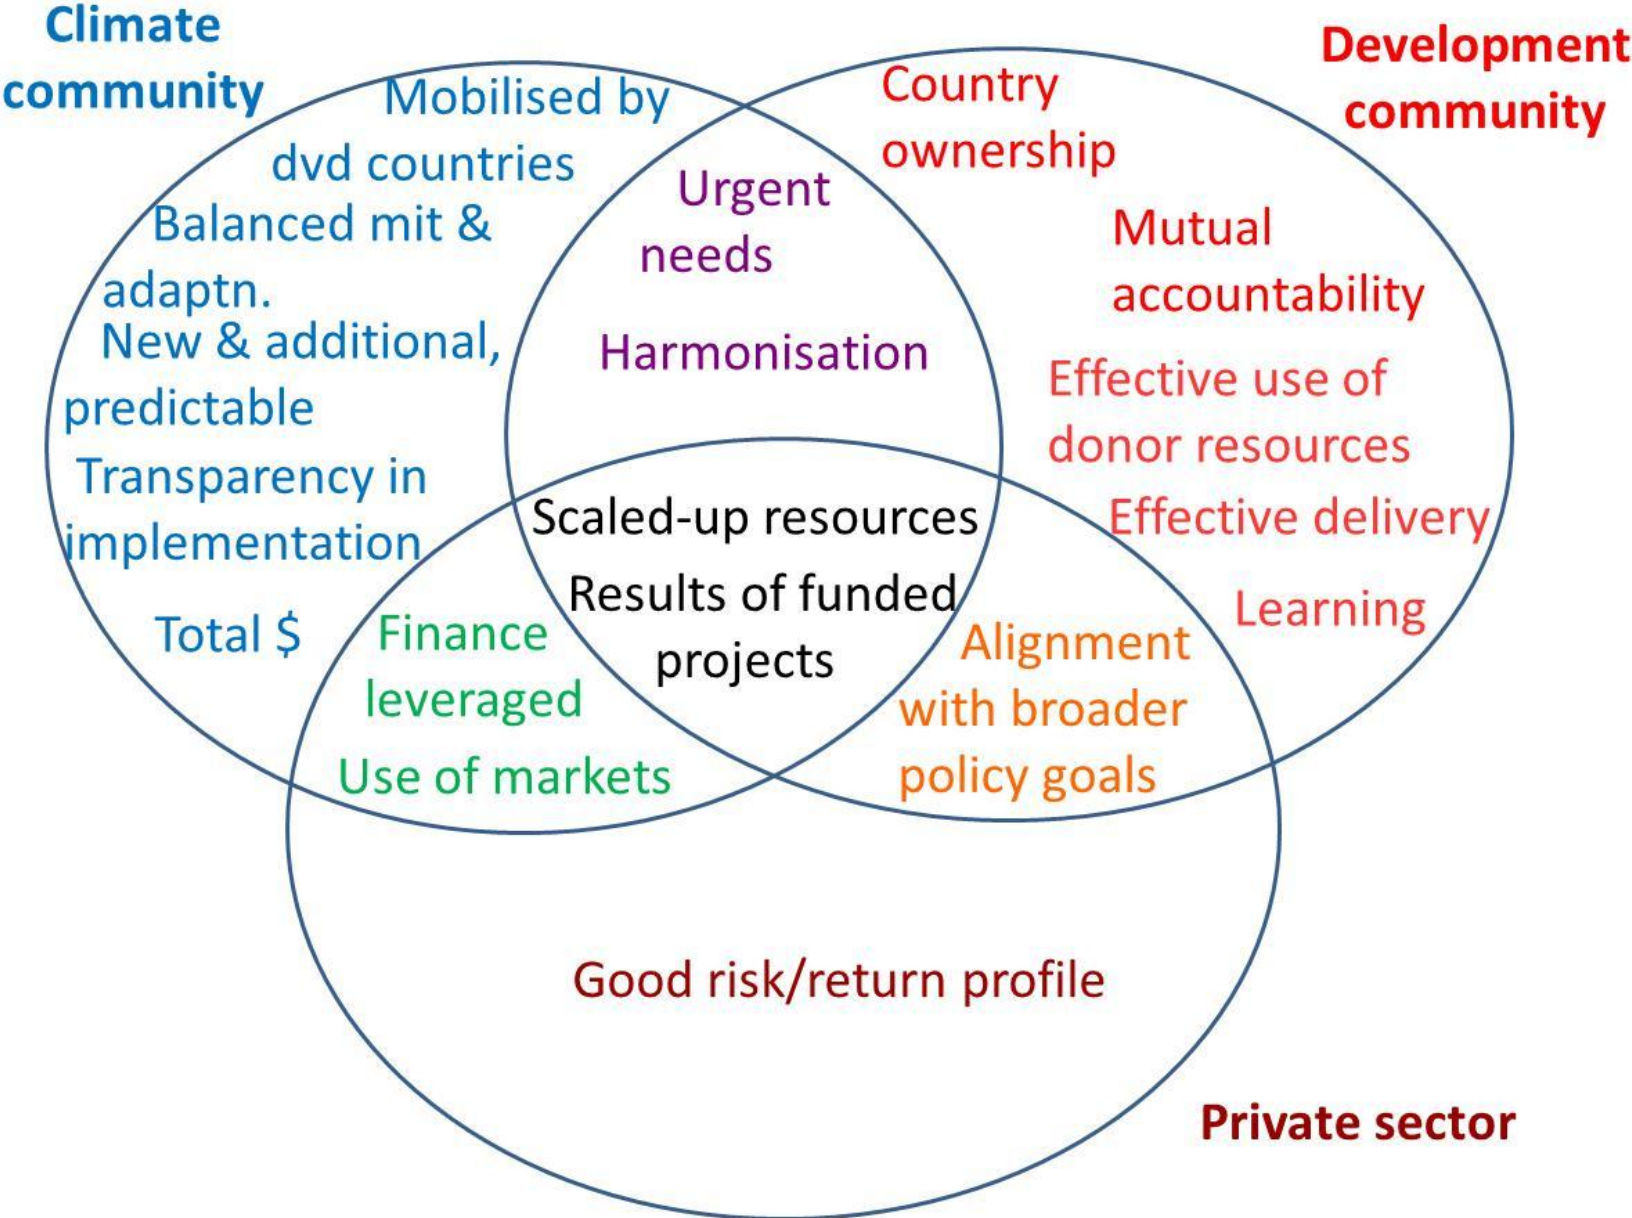 Climate
community
Development
community
Mobilised by
dvd countries
Balanced mit &
adaptn.
New & additional,
predictable
Transparency in
implementation
Total $
Urgent
needs
Harmonisation
Country
ownership
Mutual
accountability
Effective use of
donor resources
Effective delivery
Learning
Scaled-up resources
Results of funded
projects
Finance
leveraged
Use of markets
Alignment
with broader
policy goals
Good risk/return profile
Private sector